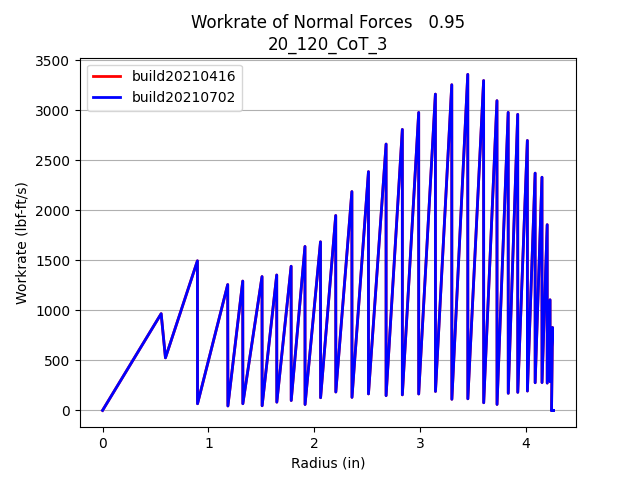 Workrate of Normal Forces   0.95
20_120_CoT_3
build20210416
build20210702
3500
3000
2500
2000
1500
1000
500
0
Workrate (lbf-ft/s)
0 1 2 3 4
Radius (in)